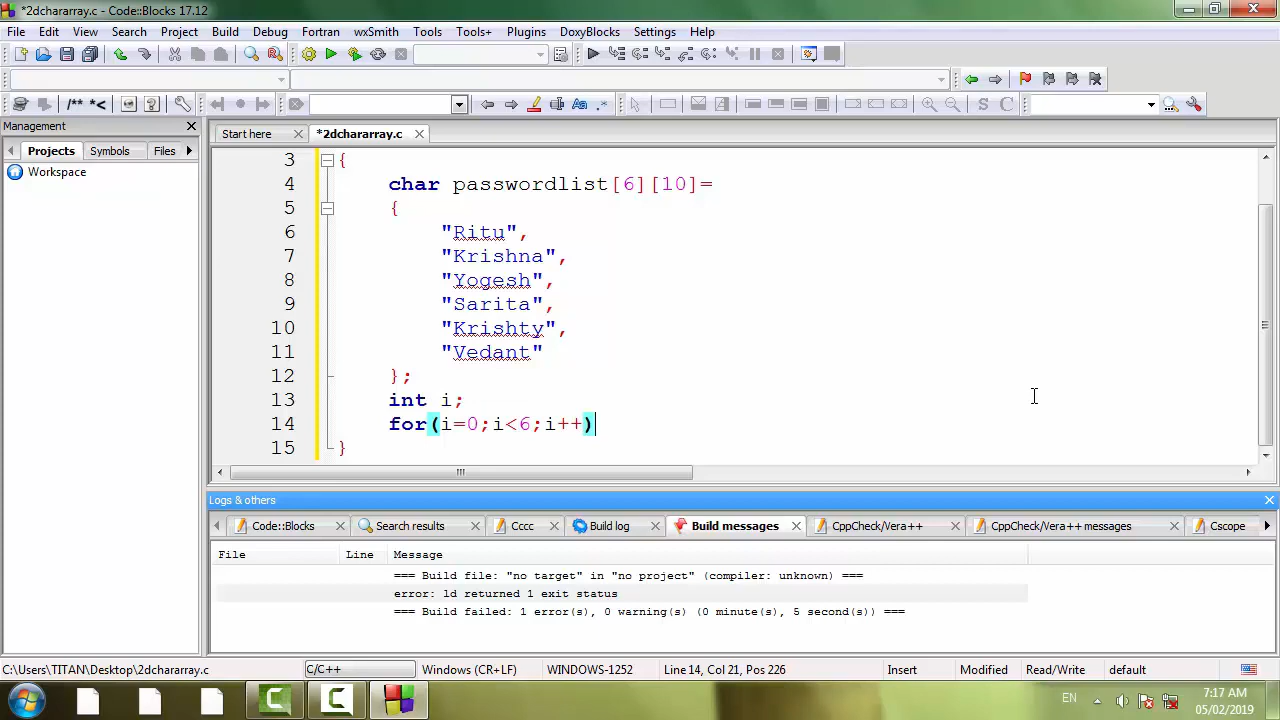 *2dchararray.c - Code::Blocks 17.12
File Edit View Search Project Build Debug Fortran wxSmith Tools Tools+ Plugins DoxyBlocks Settings Help
/** *<
Aa .*
S C
Management
Projects Symbols Files
Workspace
Start here *2dchararray.c
3 {
4 char passwordlist[6][10]=
5 {
6 "Ritu",
7 "Krishna",
8 "Yogesh",
9 "Sarita",
10 "Krishty",
11 "Vedant"
12 };
13 int i;
14 for(i=0;i<6;i++)
15 }
Logs & others
Code::Blocks Search results Cccc Build log Build messages CppCheck/Vera++ CppCheck/Vera++ messages Cscope
File Line Message
=== Build file: "no target" in "no project" (compiler: unknown) ===
error: ld returned 1 exit status
=== Build failed: 1 error(s), 0 warning(s) (0 minute(s), 5 second(s)) ===
C:\Users\TITAN\Desktop\2dchararray.c C/C++ Windows (CR+LF) WINDOWS-1252 Line 14, Col 21, Pos 226 Insert Modified Read/Write default
EN
7:17 AM
05/02/2019